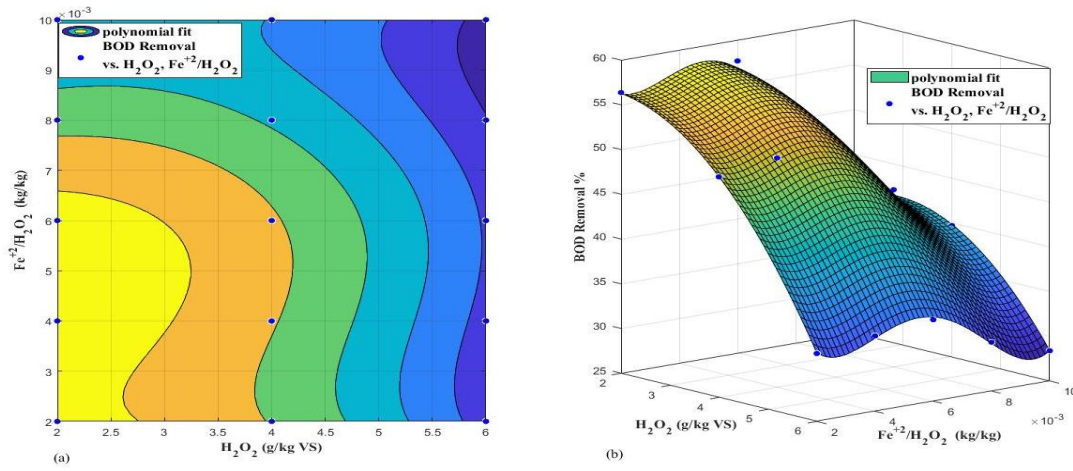 ×10⁻³
polynomial fit
BOD Removal
vs. H₂O₂, Fe⁺²/H₂O₂
10
9
8
7
6
5
4
3
2
Fe⁺²/H₂O₂ (kg/kg)
2 2.5 3 3.5 4 4.5 5 5.5 6
H₂O₂ (g/kg VS)
(a)
60
55
50
45
40
35
30
25
BOD Removal %
polynomial fit
BOD Removal
vs. H₂O₂, Fe⁺²/H₂O₂
2 3 4 5 6
H₂O₂ (g/kg VS)
2 4 6 8 10
×10⁻³
Fe⁺²/H₂O₂ (kg/kg)
(b)